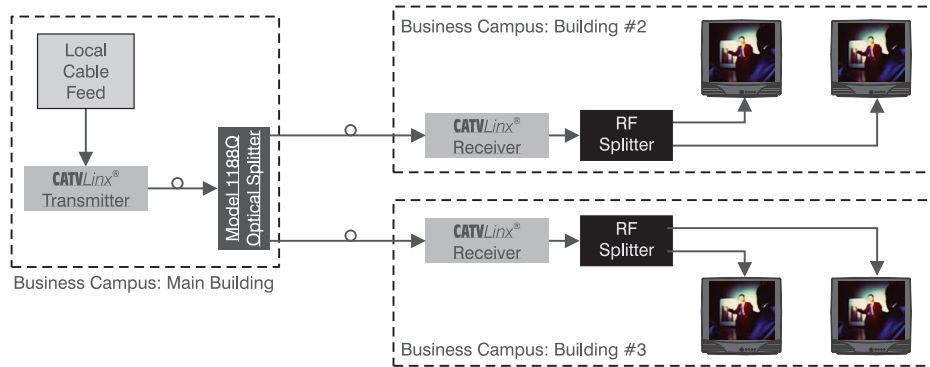 Local
Cable
Feed
CATVLinx®
Transmitter
Model 1188Q
Optical Splitter
Business Campus: Main Building
Business Campus: Building #2
CATVLinx®
Receiver
RF
Splitter
CATVLinx®
Receiver
RF
Splitter
Business Campus: Building #3